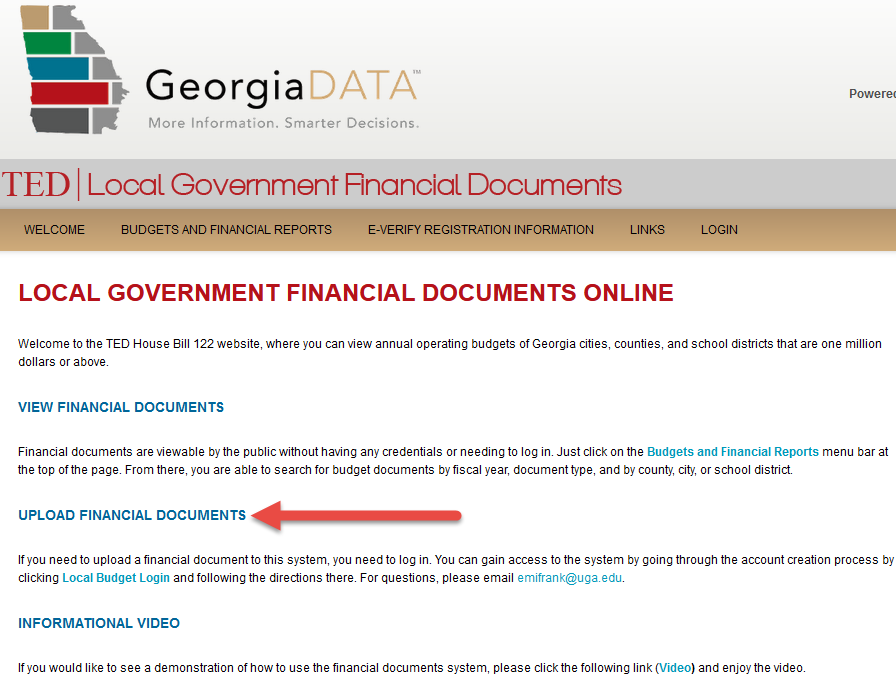 GeorgiaDATA™
More Information. Smarter Decisions.
Powered
TED | Local Government Financial Documents
WELCOME BUDGETS AND FINANCIAL REPORTS E-VERIFY REGISTRATION INFORMATION LINKS LOGIN
LOCAL GOVERNMENT FINANCIAL DOCUMENTS ONLINE
Welcome to the TED House Bill 122 website, where you can view annual operating budgets of Georgia cities, counties, and school districts that are one million
dollars or above.
VIEW FINANCIAL DOCUMENTS
Financial documents are viewable by the public without having any credentials or needing to log in. Just click on the Budgets and Financial Reports menu bar at
the top of the page. From there, you are able to search for budget documents by fiscal year, document type, and by county, city, or school district.
UPLOAD FINANCIAL DOCUMENTS
If you need to upload a financial document to this system, you need to log in. You can gain access to the system by going through the account creation process by
clicking Local Budget Login and following the directions there. For questions, please email emifrank@uga.edu.
INFORMATIONAL VIDEO
If you would like to see a demonstration of how to use the financial documents system, please click the following link (Video) and enjoy the video.